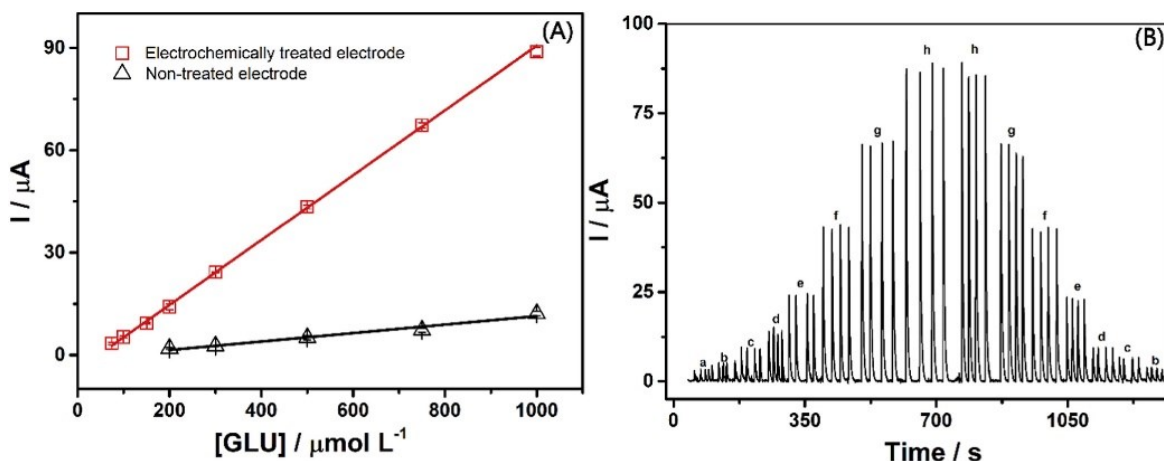 (A)
90
60
30
0
I / μA
Electrochemically treated electrode
Non-treated electrode
0 200 400 600 800 1000
[GLU] / μmol L⁻¹
(B)
100
75
50
25
0
I / μA
h h
g g
f f
e e
d d
c c
a b b
0 350 700 1050
Time / s